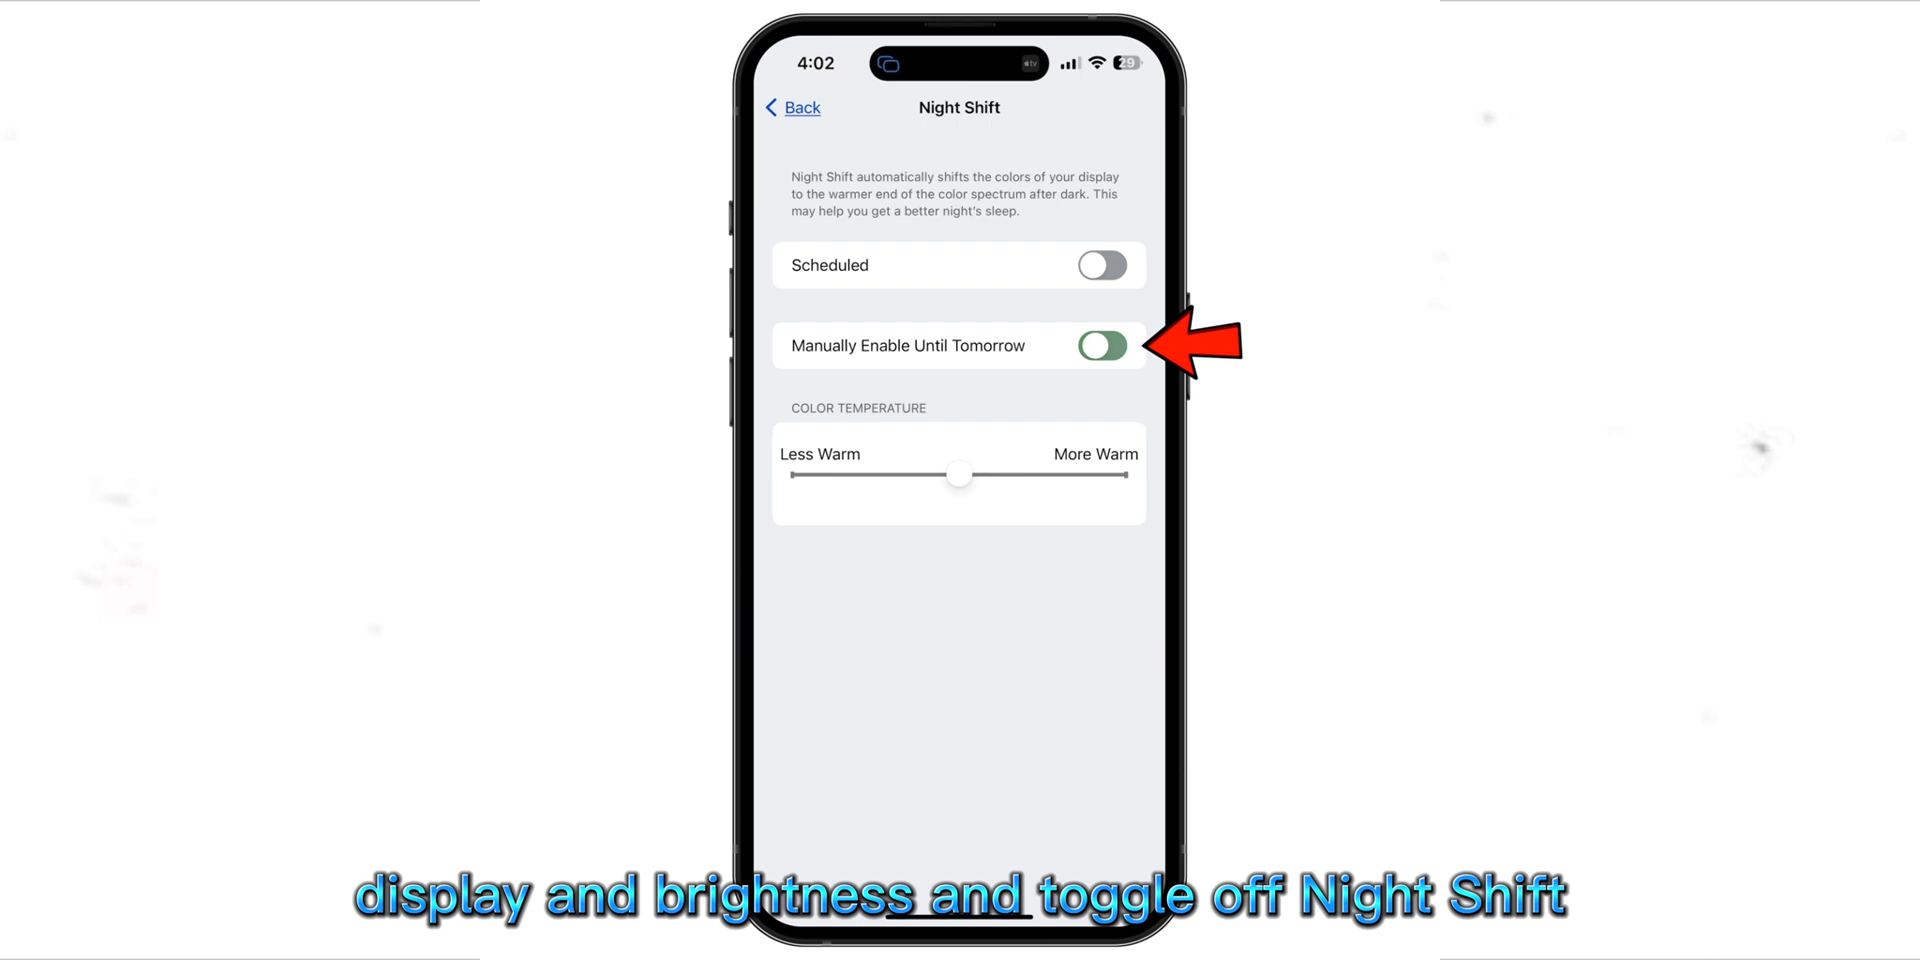 4:02
tv
29
Back
Night Shift
Night Shift automatically shifts the colors of your display
to the warmer end of the color spectrum after dark. This
may help you get a better night's sleep.
Scheduled
Manually Enable Until Tomorrow
COLOR TEMPERATURE
Less Warm
More Warm
display and brightness and toggle off Night Shift